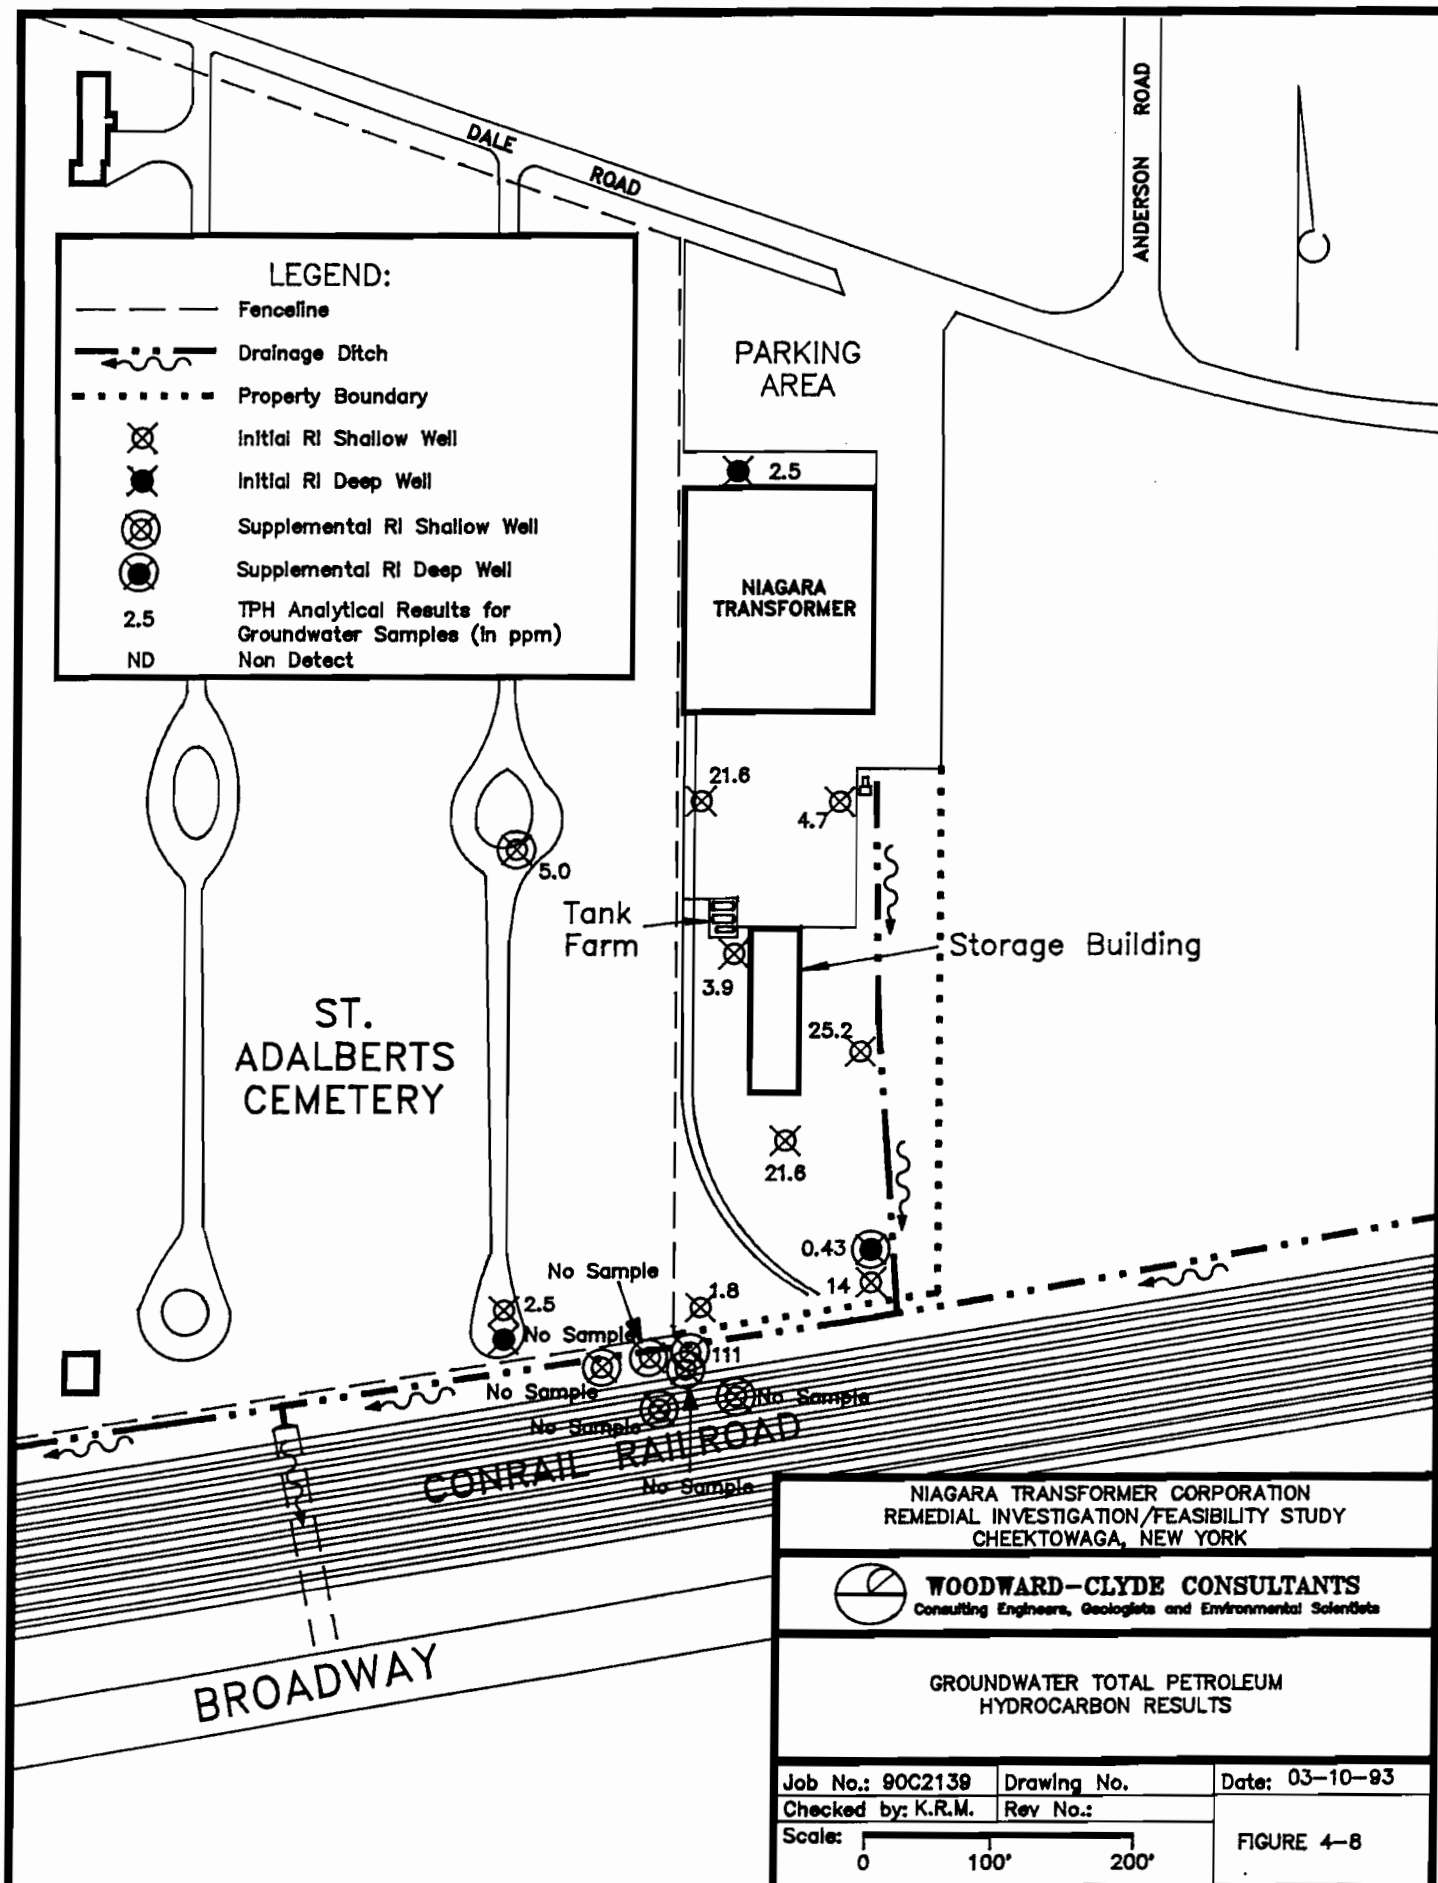 DALE
ROAD
ANDERSON ROAD
LEGEND:
Fenceline
Drainage Ditch
Property Boundary
Initial RI Shallow Well
Initial RI Deep Well
Supplemental RI Shallow Well
Supplemental RI Deep Well
2.5 TPH Analytical Results for
Groundwater Samples (in ppm)
ND Non Detect
PARKING
AREA
2.5
NIAGARA
TRANSFORMER
21.6
4.7
5.0
Tank
Farm
Storage Building
3.9
ST.
ADALBERTS
CEMETERY
25.2
21.6
0.43
14
No Sample
1.8
2.5
No Sample
111
No Sample
No Sample
No Sample
CONRAIL RAILROAD
No Sample
BROADWAY
NIAGARA TRANSFORMER CORPORATION
REMEDIAL INVESTIGATION/FEASIBILITY STUDY
CHEEKTOWAGA, NEW YORK
WOODWARD-CLYDE CONSULTANTS
Consulting Engineers, Geologists and Environmental Scientists
GROUNDWATER TOTAL PETROLEUM
HYDROCARBON RESULTS
Job No.: 90C2139
Drawing No.
Date: 03-10-93
Checked by: K.R.M.
Rev No.:
Scale:
0 100' 200'
FIGURE 4-8